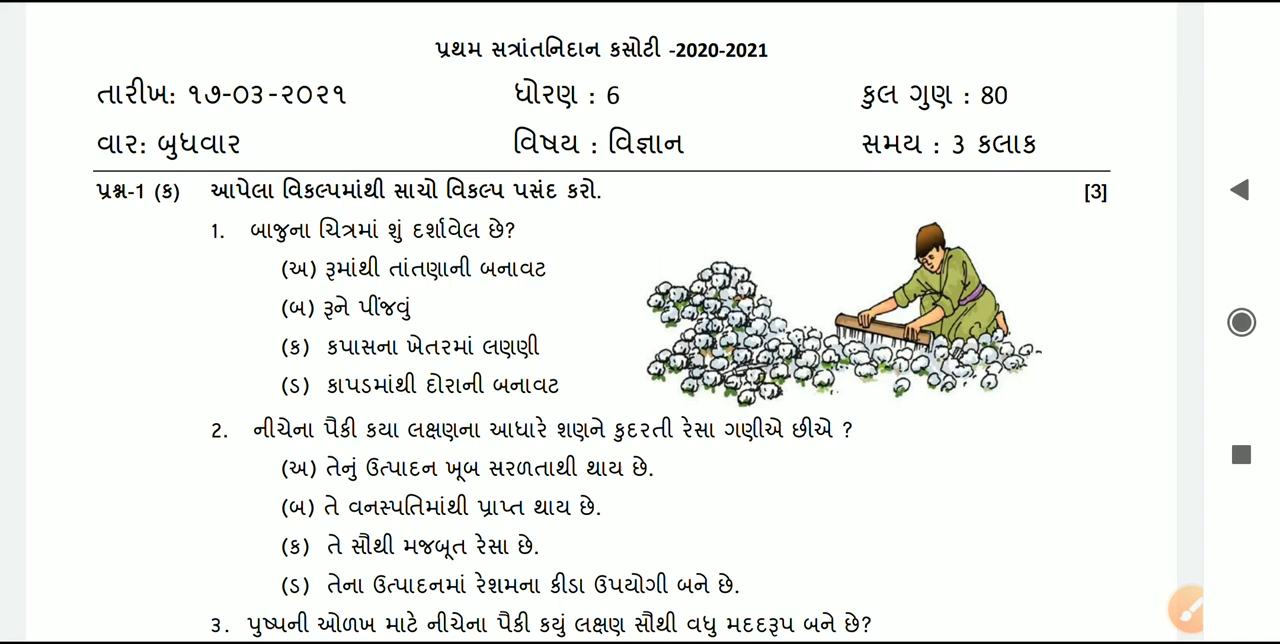 પ્રથમ સત્રાંતનિદાન કસોટી -2020-2021
તારીખ: ૧૭-૦૩-૨૦૨૧ ધોરણ : 6 કુલ ગુણ : 80
વાર: બુધવાર વિષય : વિજ્ઞાન સમય : 3 કલાક
પ્રશ્ન-1 (ક) આપેલા વિકલ્પમાંથી સાચો વિકલ્પ પસંદ કરો. [3]
1. બાજુના ચિત્રમાં શું દર્શાવેલ છે?
(અ) રૂમાંથી તાંતણાની બનાવટ
(બ) રૂને પીંજવું
(ક) કપાસના ખેતરમાં લણણી
(ડ) કાપડમાંથી દોરાની બનાવટ
2. નીચેના પૈકી કયા લક્ષણના આધારે શણને કુદરતી રેસા ગણીએ છીએ ?
(અ) તેનું ઉત્પાદન ખૂબ સરળતાથી થાય છે.
(બ) તે વનસ્પતિમાંથી પ્રાપ્ત થાય છે.
(ક) તે સૌથી મજબૂત રેસા છે.
(ડ) તેના ઉત્પાદનમાં રેશમના કીડા ઉપયોગી બને છે.
3. પુષ્પની ઓળખ માટે નીચેના પૈકી કયું લક્ષણ સૌથી વધુ મદદરૂપ બને છે?